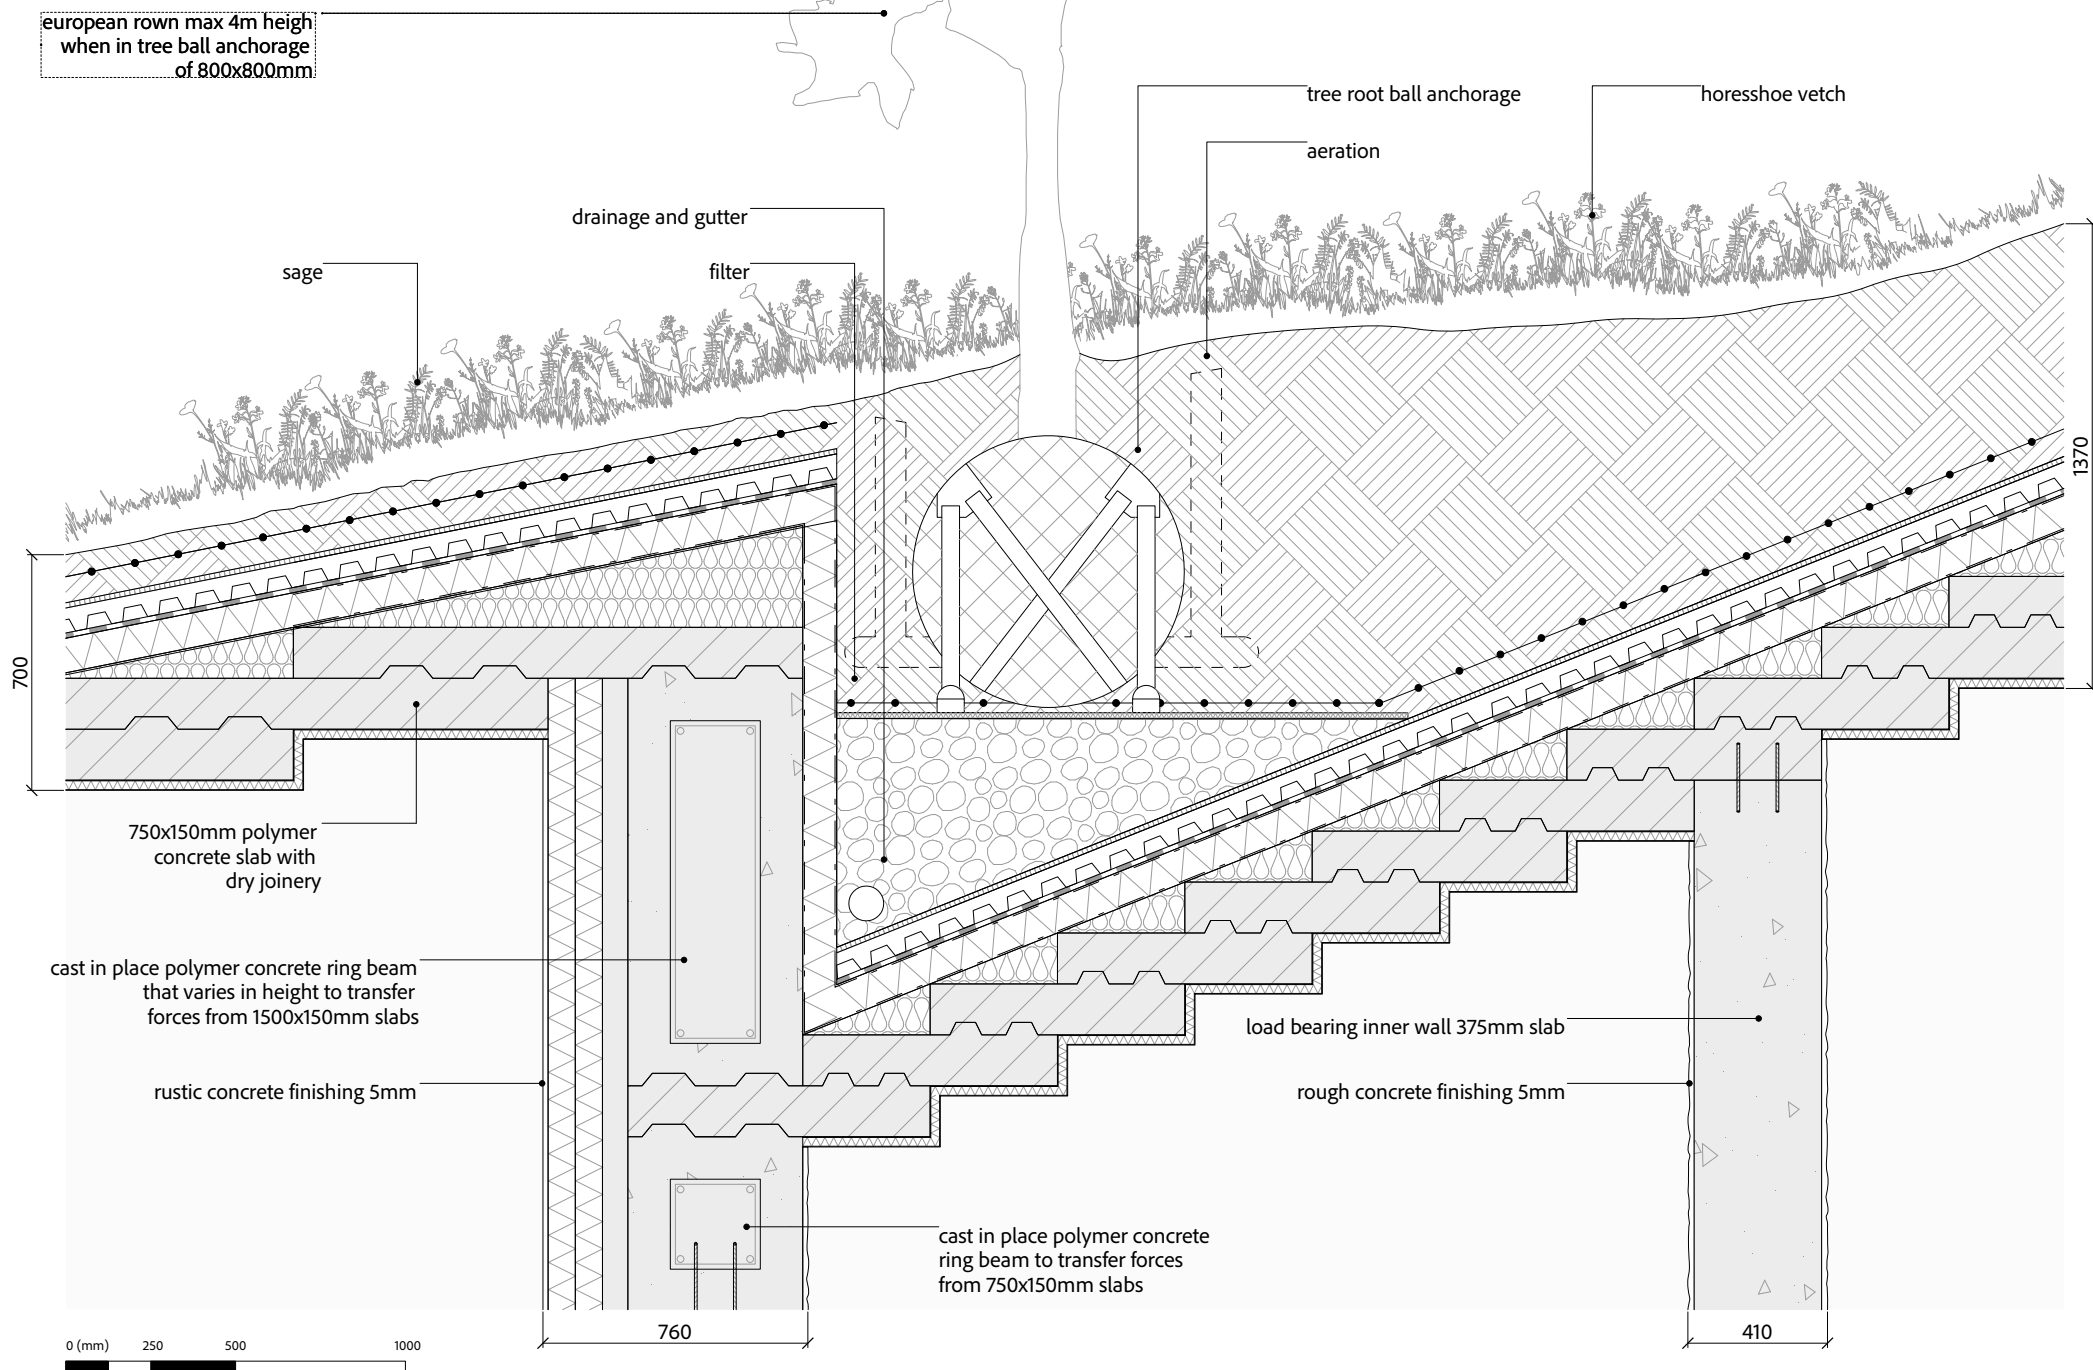 european rown max 4m heigh
when in tree ball anchorage
of 800x800mm
tree root ball anchorage
horesshoe vetch
aeration
drainage and gutter
sage
filter
1370
700
750x150mm polymer
concrete slab with
dry joinery
cast in place polymer concrete ring beam
that varies in height to transfer
forces from 1500x150mm slabs
load bearing inner wall 375mm slab
rustic concrete finishing 5mm
rough concrete finishing 5mm
cast in place polymer concrete
ring beam to transfer forces
from 750x150mm slabs
760
410
0 (mm) 250 500 1000